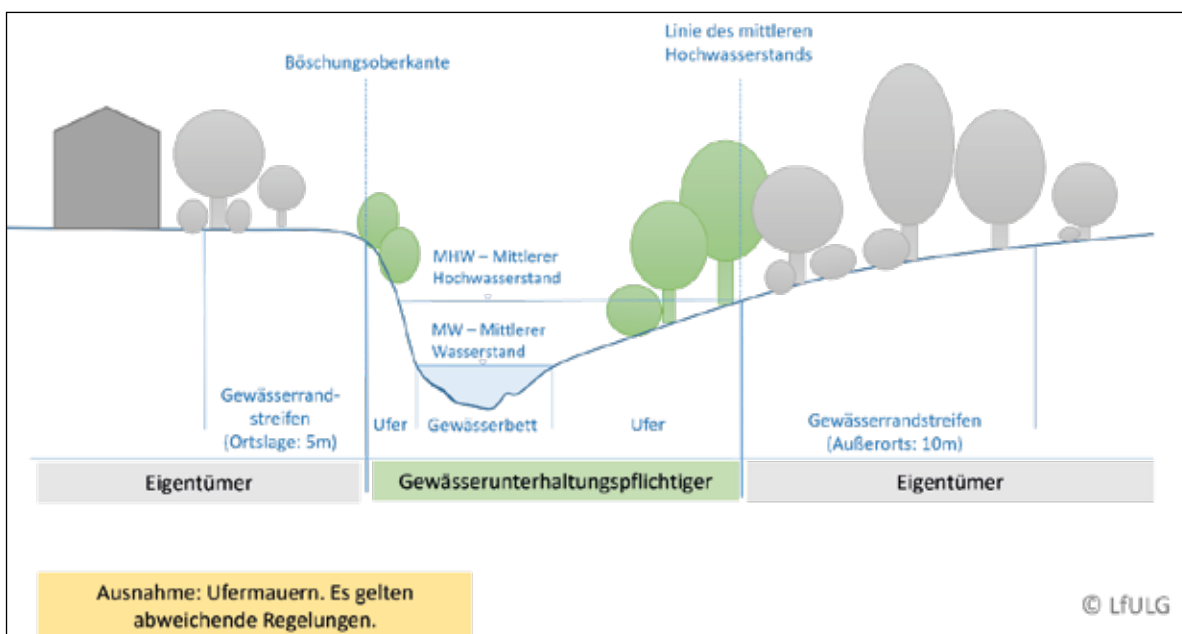 Linie des mittleren
Hochwasserstands
Böschungsoberkante
MHW – Mittlerer
Hochwasserstand
MW – Mittlerer
Wasserstand
Gewässerrand-
streifen
(Ortslage: 5m)
Ufer
Gewässerbett
Ufer
Gewässerrandstreifen
(Außerorts: 10m)
Eigentümer
Gewässerunterhaltungspflichtiger
Eigentümer
Ausnahme: Ufermauern. Es gelten
abweichende Regelungen.
© LfULG